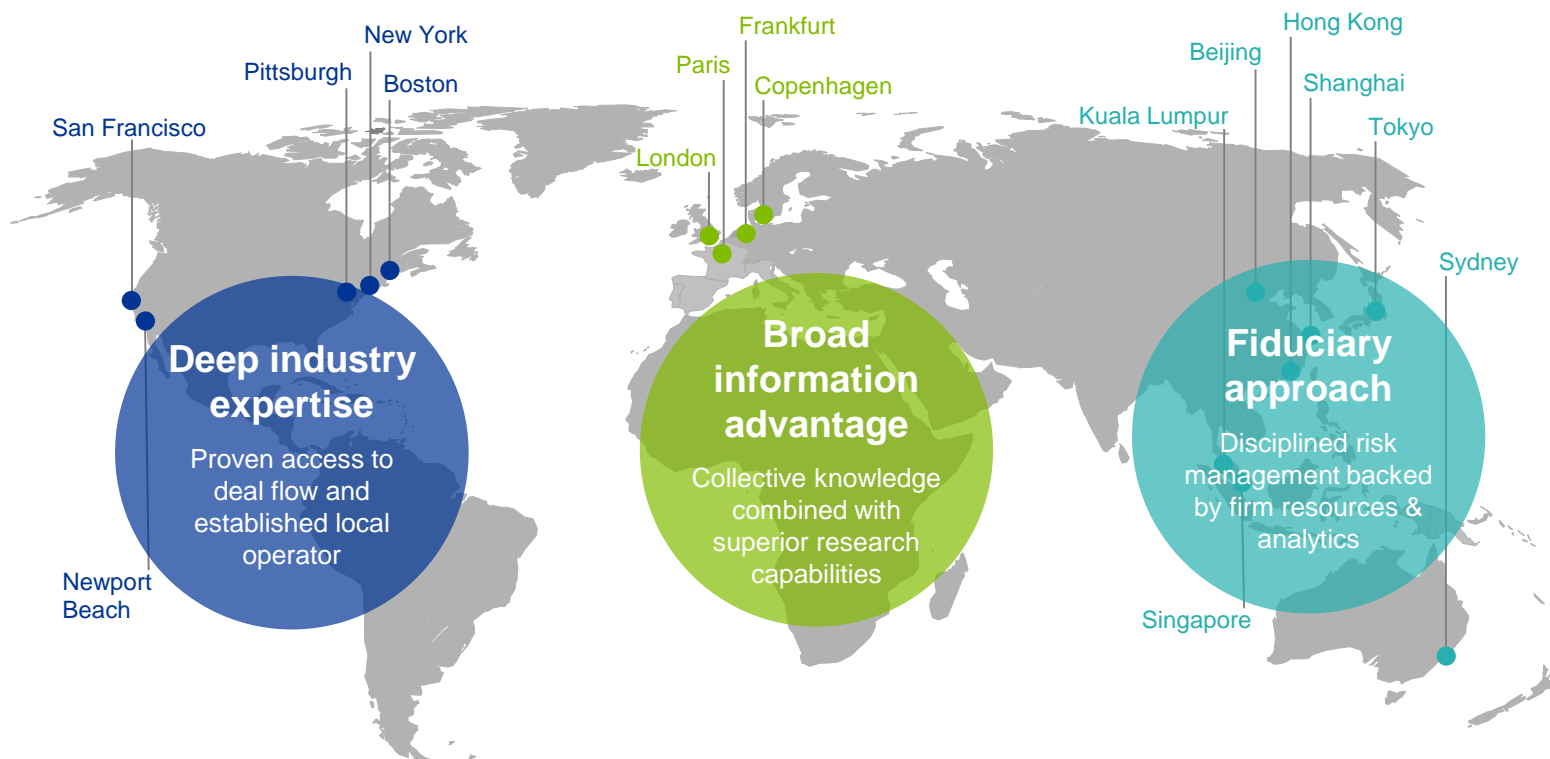 New York
Pittsburgh
Boston
San Francisco
Newport
Beach
Deep industry
expertise
Proven access to
deal flow and
established local
operator
Frankfurt
Paris
Copenhagen
London
Broad
information
advantage
Collective knowledge
combined with
superior research
capabilities
Hong Kong
Beijing
Shanghai
Kuala Lumpur
Tokyo
Sydney
Singapore
Fiduciary
approach
Disciplined risk
management backed
by firm resources &
analytics